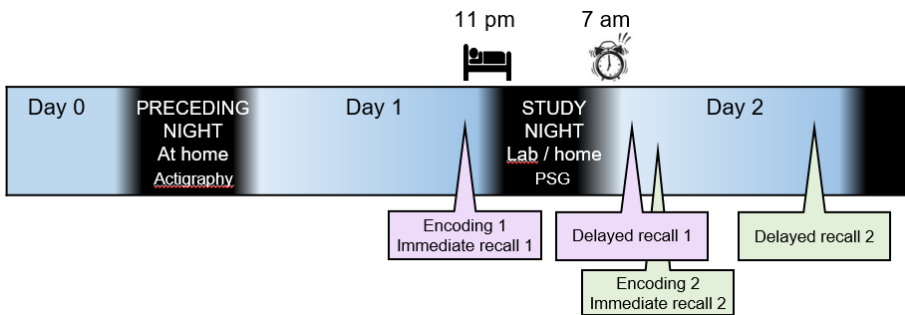 11 pm
7 am
Day 0
PRECEDING
NIGHT
At home
Actigraphy
Day 1
STUDY
NIGHT
Lab / home
PSG
Day 2
Encoding 1
Immediate recall 1
Delayed recall 1
Delayed recall 2
Encoding 2
Immediate recall 2